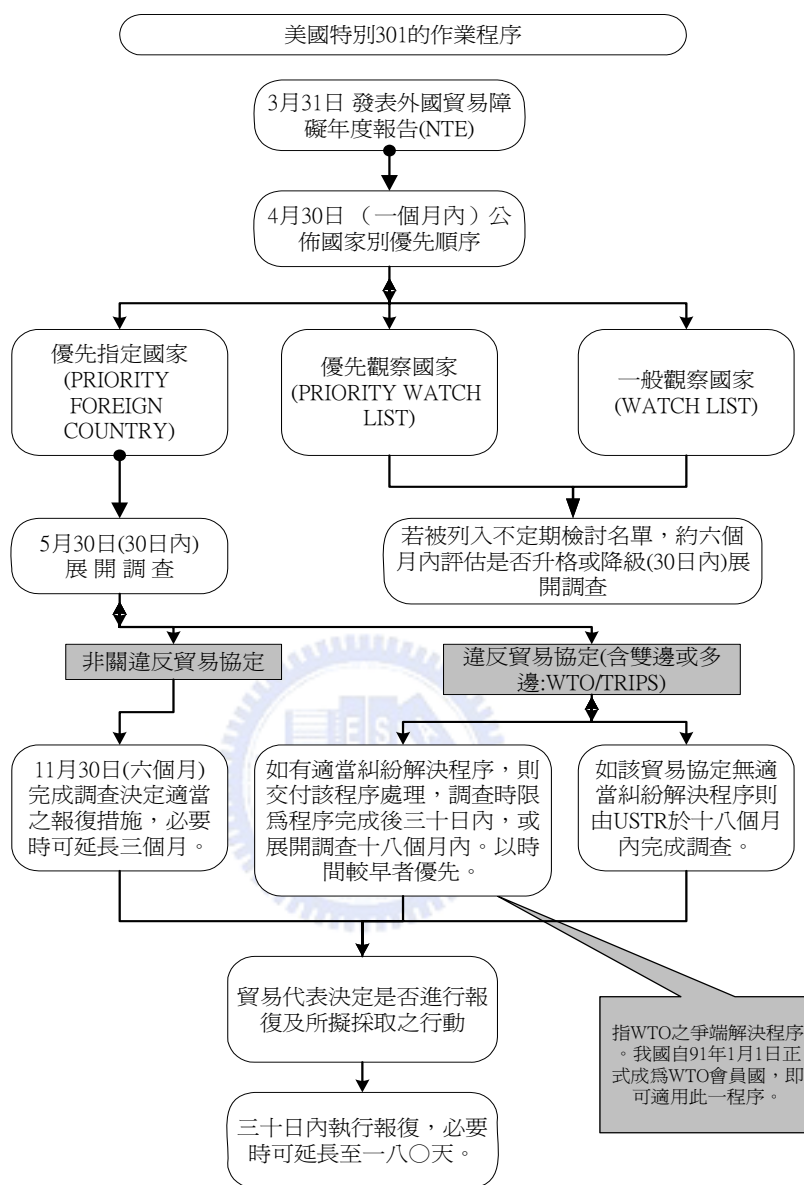 美國特別301的作業程序
3月31日 發表外國貿易障
礙年度報告(NTE)
4月30日 （一個月內）公
佈國家別優先順序
優先指定國家
(PRIORITY
FOREIGN
COUNTRY)
優先觀察國家
(PRIORITY WATCH
LIST)
一般觀察國家
(WATCH LIST)
5月30日(30日內)
展 開 調 查
若被列入不定期檢討名單，約六個
月內評估是否升格或降級(30日內)展
開調查
非關違反貿易協定
違反貿易協定(含雙邊或多
邊:WTO/TRIPS)
11月30日(六個月)
完成調查決定適當
之報復措施，必要
時可延長三個月。
如有適當糾紛解決程序，則
交付該程序處理，調查時限
為程序完成後三十日內，或
展開調查十八個月內。以時
間較早者優先。
如該貿易協定無適
當糾紛解決程序則
由USTR於十八個月
內完成調查。
貿易代表決定是否進行報
復及所擬採取之行動
指WTO之爭端解決程序
。我國自91年1月1日正
式成為WTO會員國，即
可適用此一程序。
三十日內執行報復，必要
時可延長至一八〇天。